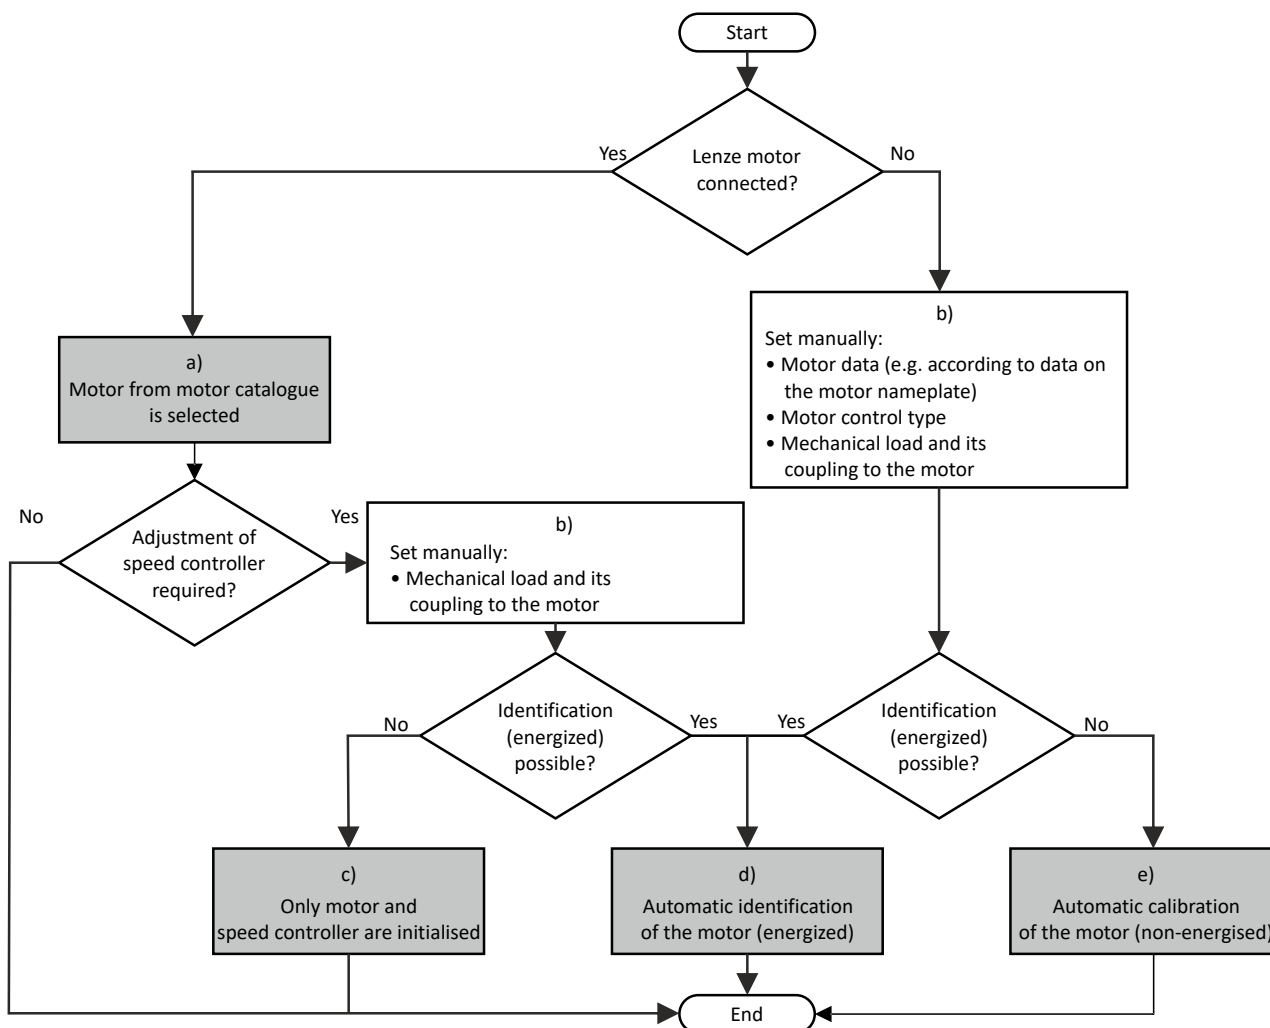 Start
Lenze motor
connected?
Yes
No
a)
Motor from motor catalogue
is selected
b)
Set manually:
• Motor data (e.g. according to data on
the motor nameplate)
• Motor control type
• Mechanical load and its
coupling to the motor
Adjustment of
speed controller
required?
No
Yes
b)
Set manually:
• Mechanical load and its
coupling to the motor
Identification
(energized)
possible?
No
Yes
Identification
(energized)
possible?
Yes
No
c)
Only motor and
speed controller are initialised
d)
Automatic identification
of the motor (energized)
e)
Automatic calibration
of the motor (non-energised)
End